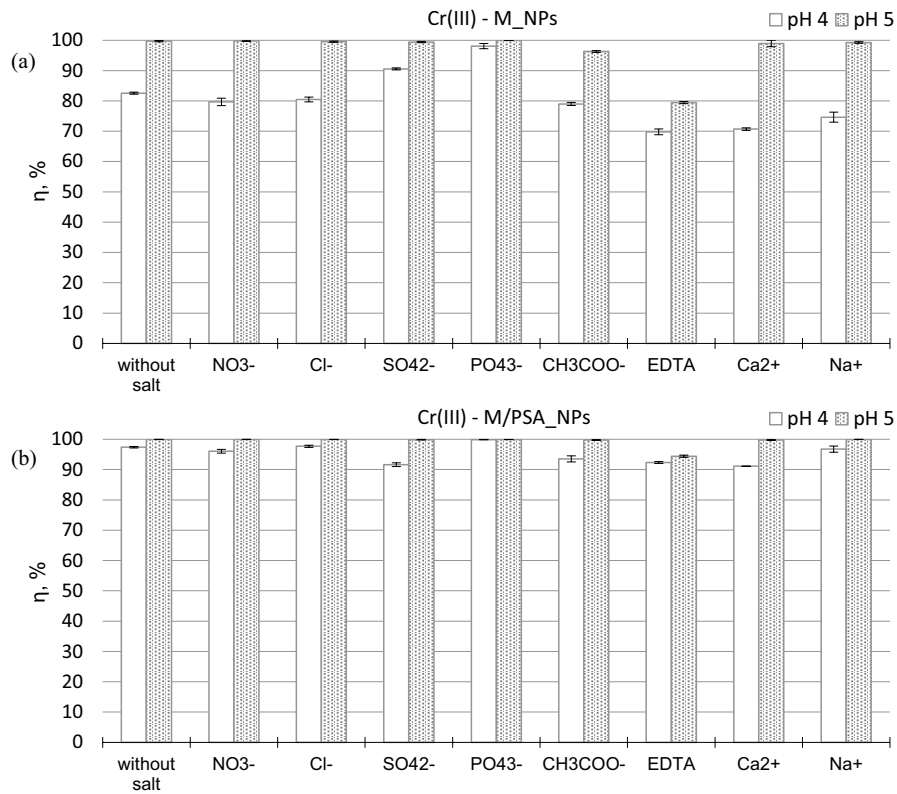 Cr(III) - M_NPs
pH 4 pH 5
(a)
η, %
100
90
80
70
60
50
40
30
20
10
0
without salt NO3- Cl- SO42- PO43- CH3COO- EDTA Ca2+ Na+
Cr(III) - M/PSA_NPs
pH 4 pH 5
(b)
η, %
100
90
80
70
60
50
40
30
20
10
0
without salt NO3- Cl- SO42- PO43- CH3COO- EDTA Ca2+ Na+